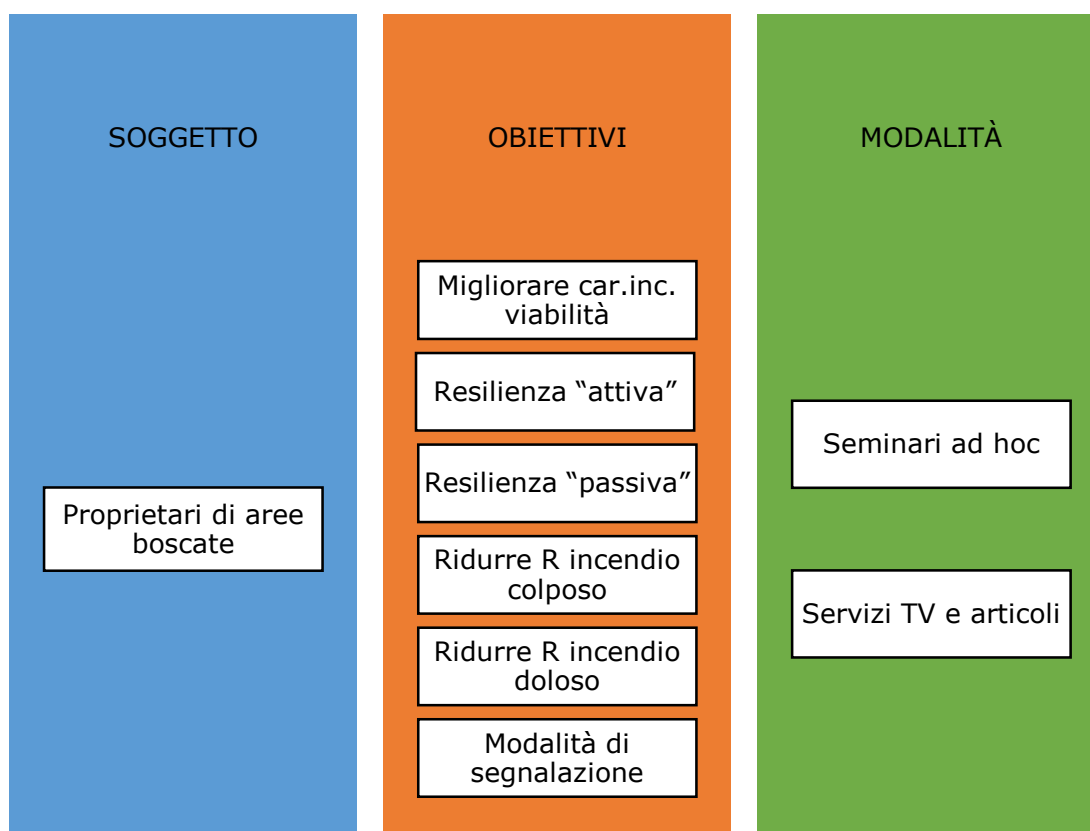 SOGGETTO
OBIETTIVI
MODALITÀ
Proprietari di aree
boscate
Migliorare car.inc.
viabilità
Resilienza “attiva”
Resilienza “passiva”
Ridurre R incendio
colposo
Ridurre R incendio
doloso
Modalità di
segnalazione
Seminari ad hoc
Servizi TV e articoli